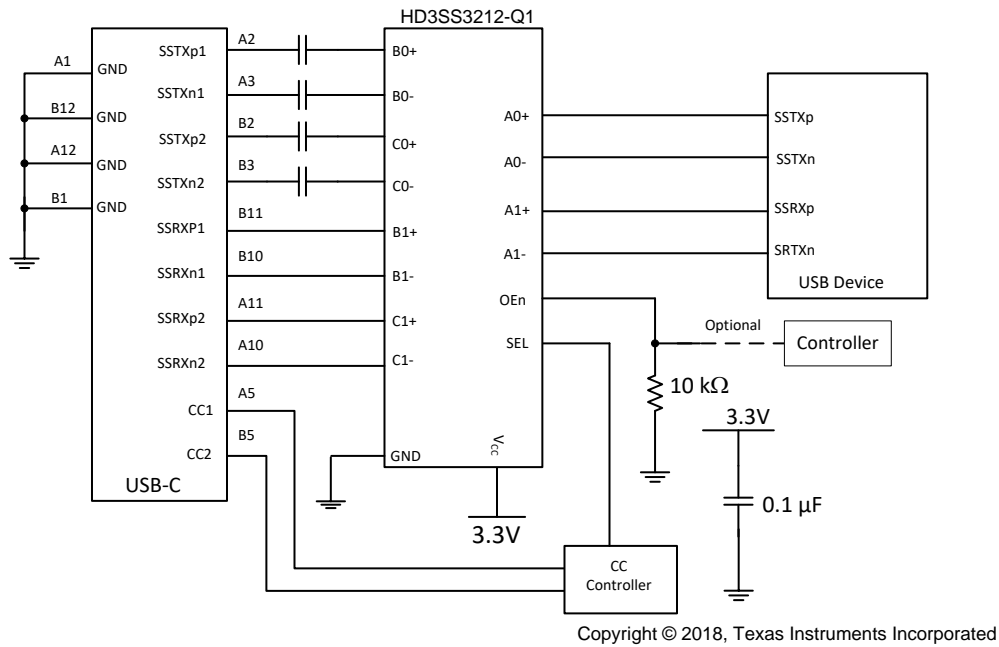 HD3SS3212-Q1
A1
GND
B12
GND
A12
GND
B1
GND
SSTXp1
SSTXn1
SSTXp2
SSTXn2
SSRXP1
SSRXn1
SSRXp2
SSRXn2
CC1
CC2
USB-C
A2
A3
B2
B3
B11
B10
A11
A10
A5
B5
B0+
B0-
C0+
C0-
B1+
B1-
C1+
C1-
GND
VCC
3.3V
A0+
A0-
A1+
A1-
OEn
SEL
SSTXp
SSTXn
SSRXp
SRTXn
USB Device
Optional
Controller
10 kΩ
3.3V
0.1 µF
CC
Controller
Copyright © 2018, Texas Instruments Incorporated